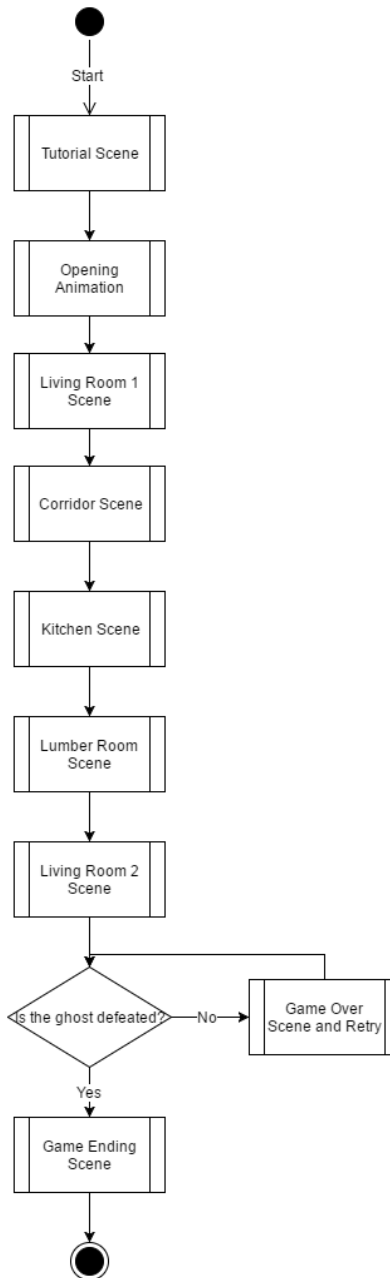 Start
Tutorial Scene
Opening
Animation
Living Room 1
Scene
Corridor Scene
Kitchen Scene
Lumber Room
Scene
Living Room 2
Scene
Is the ghost defeated?
No
Game Over
Scene and Retry
Yes
Game Ending
Scene